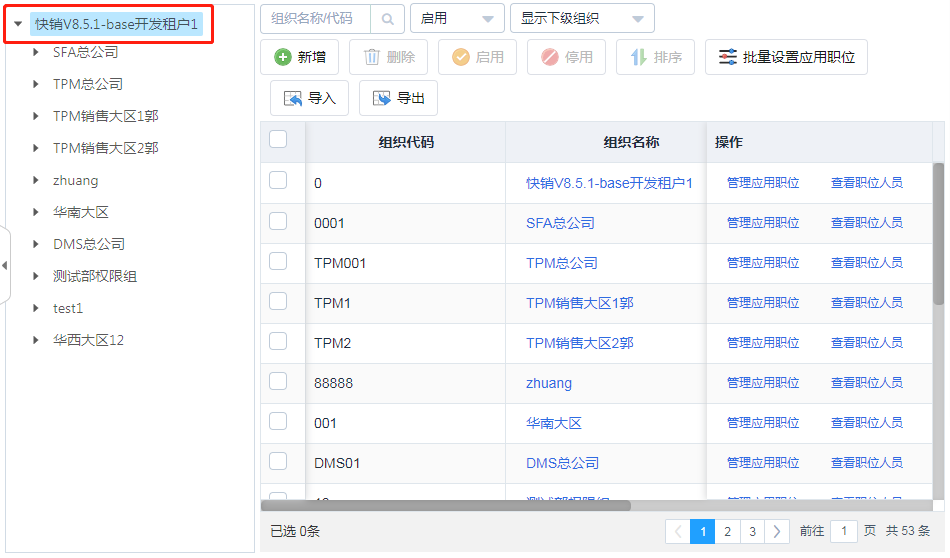 快销V8.5.1-base开发租户1
SFA总公司
TPM总公司
TPM销售大区1郭
TPM销售大区2郭
zhuang
华南大区
DMS总公司
测试部权限组
test1
华西大区12
组织名称/代码 启用 显示下级组织
新增 删除 启用 停用 排序 批量设置应用职位
导入 导出
组织代码 组织名称 操作
0 快销V8.5.1-base开发租户1 管理应用职位 查看职位人员
0001 SFA总公司 管理应用职位 查看职位人员
TPM001 TPM总公司 管理应用职位 查看职位人员
TPM1 TPM销售大区1郭 管理应用职位 查看职位人员
TPM2 TPM销售大区2郭 管理应用职位 查看职位人员
88888 zhuang 管理应用职位 查看职位人员
001 华南大区 管理应用职位 查看职位人员
DMS01 DMS总公司 管理应用职位 查看职位人员
已选 0条 1 2 3 前往 1 页 共 53 条